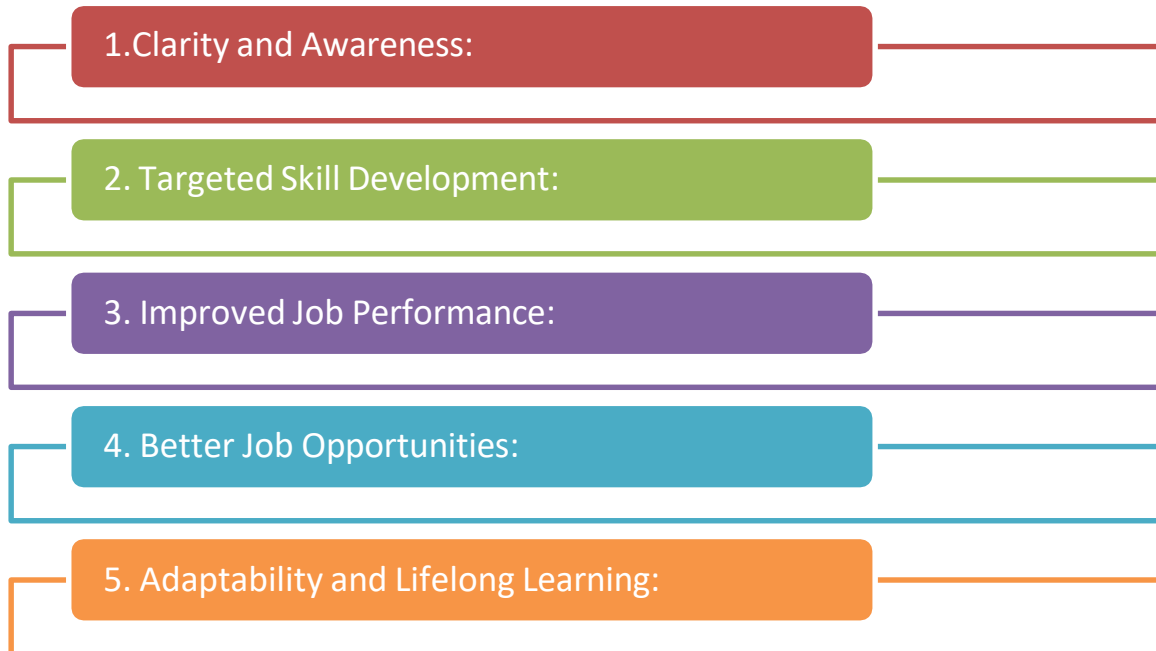 1.Clarity and Awareness:
2. Targeted Skill Development:
3. Improved Job Performance:
4. Better Job Opportunities:
5. Adaptability and Lifelong Learning: